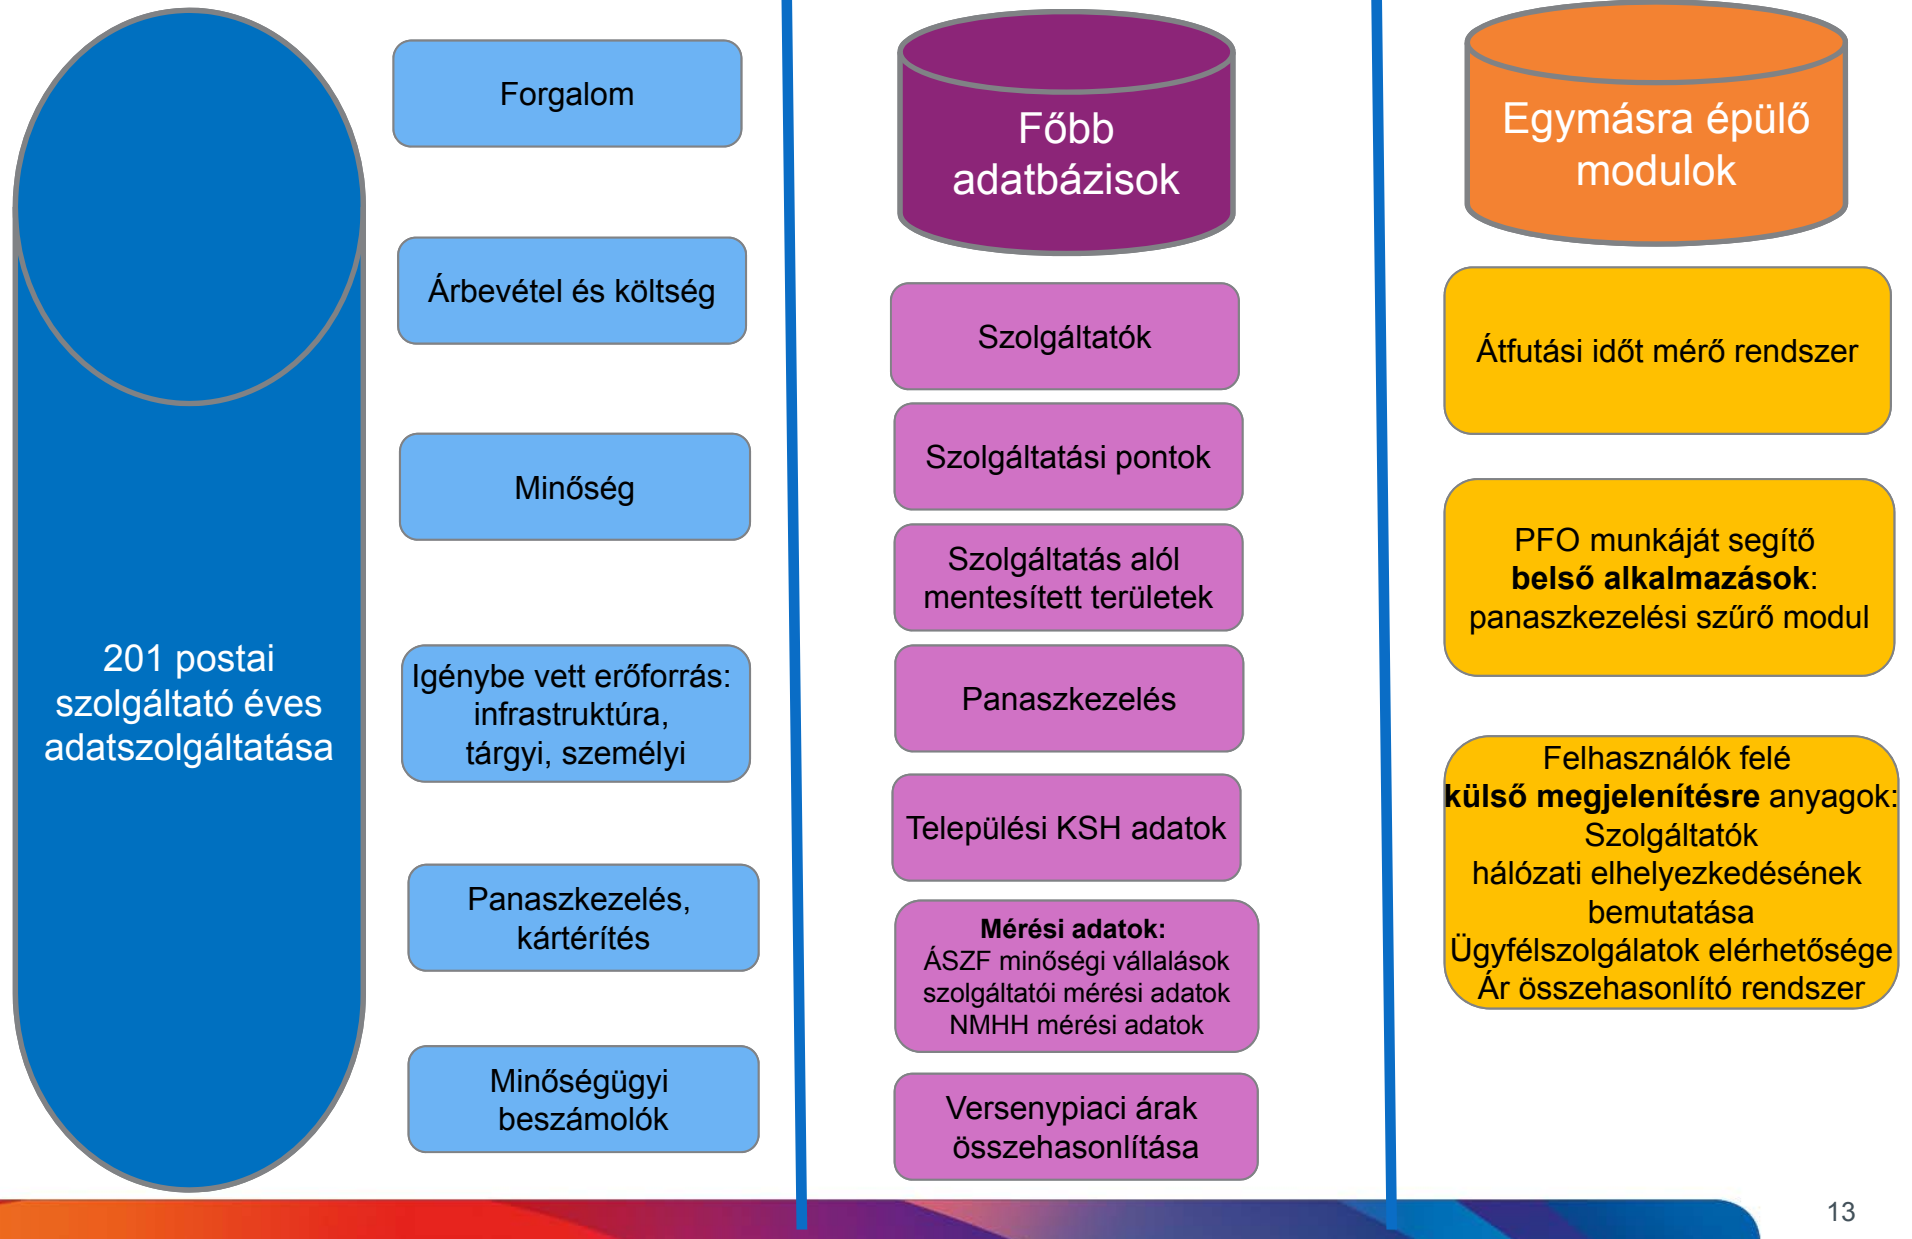 201 postai
szolgáltató éves
adatszolgáltatása
Forgalom
Árbevétel és költség
Minőség
Igénybe vett erőforrás:
infrastruktúra,
tárgyi, személyi
Panaszkezelés,
kártérítés
Minőségügyi
beszámolók
Főbb
adatbázisok
Szolgáltatók
Szolgáltatási pontok
Szolgáltatás alól
mentesített területek
Panaszkezelés
Települési KSH adatok
Mérési adatok:
ÁSZF minőségi vállalások
szolgáltatói mérési adatok
NMHH mérési adatok
Versenypiaci árak
összehasonlítása
Egymásra épülő
modulok
Átfutási időt mérő rendszer
PFO munkáját segítő
belső alkalmazások:
panaszkezelési szűrő modul
Felhasználók felé
külső megjelenítésre anyagok:
Szolgáltatók
hálózati elhelyezkedésének
bemutatása
Ügyfélszolgálatok elérhetősége
Ár összehasonlító rendszer
13